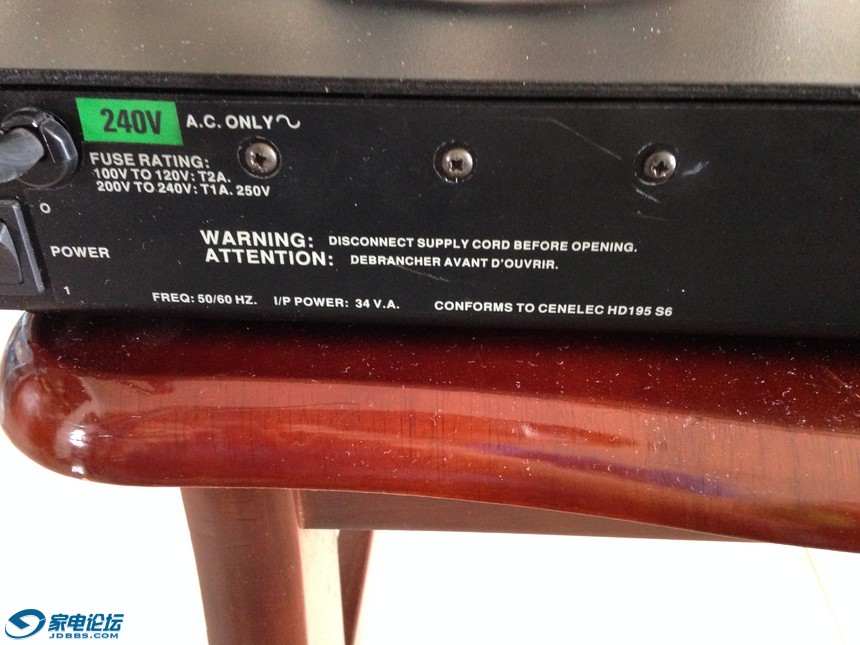 240V A.C. ONLY~
FUSE RATING:
100V TO 120V: T2A.
200V TO 240V: T1A. 250V
O
POWER
1
WARNING: DISCONNECT SUPPLY CORD BEFORE OPENING.
ATTENTION: DEBRANCHER AVANT D'OUVRIR.
FREQ: 50/60 HZ. I/P POWER: 34 V.A. CONFORMS TO CENELEC HD195 S6
家电论坛
JDBBS.COM